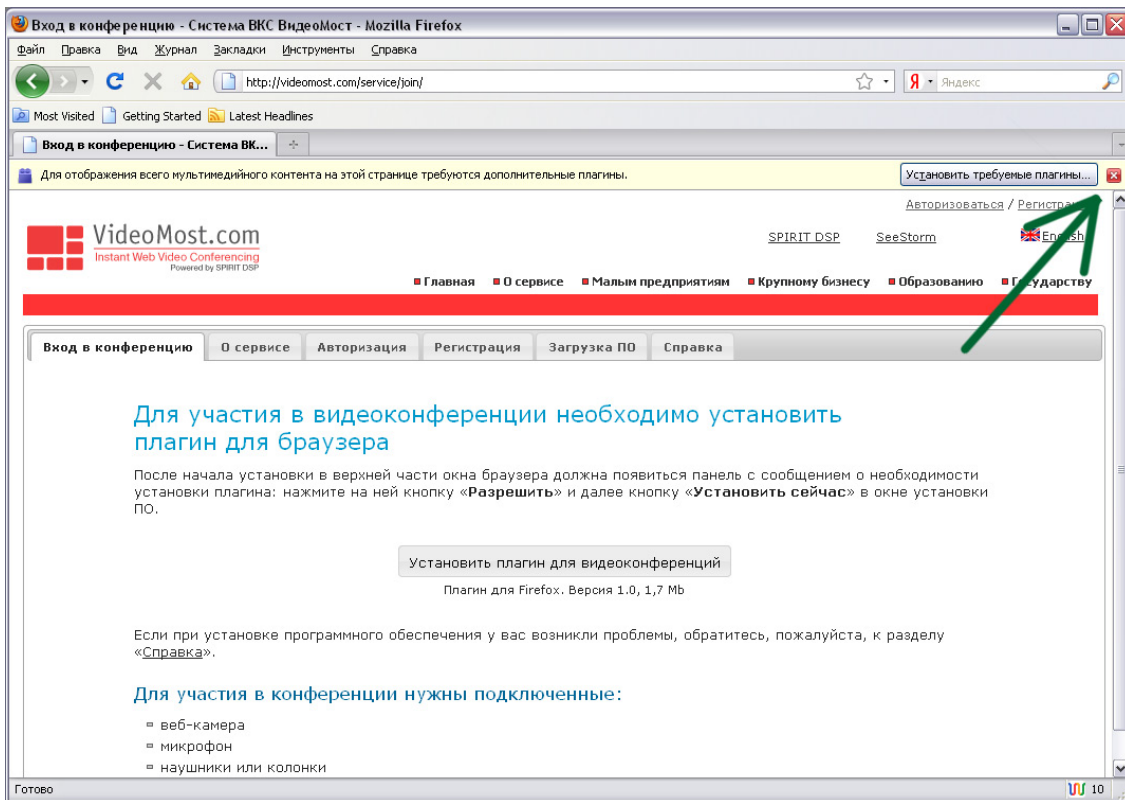 Вход в конференцию - Система ВКС ВидеоМост - Mozilla Firefox
Файл Правка Вид Журнал Закладки Инструменты Справка
http://videomost.com/service/join/
Я Яндекс
Most Visited Getting Started Latest Headlines
Вход в конференцию - Система ВК...
Для отображения всего мультимедийного контента на этой странице требуются дополнительные плагины. Установить требуемые плагины...
Авторизоваться /
VideoMost.com
Instant Web Video Conferencing
Powered by SPIRIT DSP
SPIRIT DSP SeeStorm English
Главная О сервисе Малым предприятиям Крупному бизнесу Образованию Государству
Вход в конференцию О сервисе Авторизация Регистрация Загрузка ПО Справка
Для участия в видеоконференции необходимо установить
плагин для браузера
После начала установки в верхней части окна браузера должна появиться панель с сообщением о необходимости
установки плагина: нажмите на ней кнопку «Разрешить» и далее кнопку «Установить сейчас» в окне установки
ПО.
Установить плагин для видеоконференций
Плагин для Firefox. Версия 1.0, 1,7 Mb
Если при установке программного обеспечения у вас возникли проблемы, обратитесь, пожалуйста, к разделу
«Справка».
Для участия в конференции нужны подключенные:
веб-камера
микрофон
наушники или колонки
Готово 10